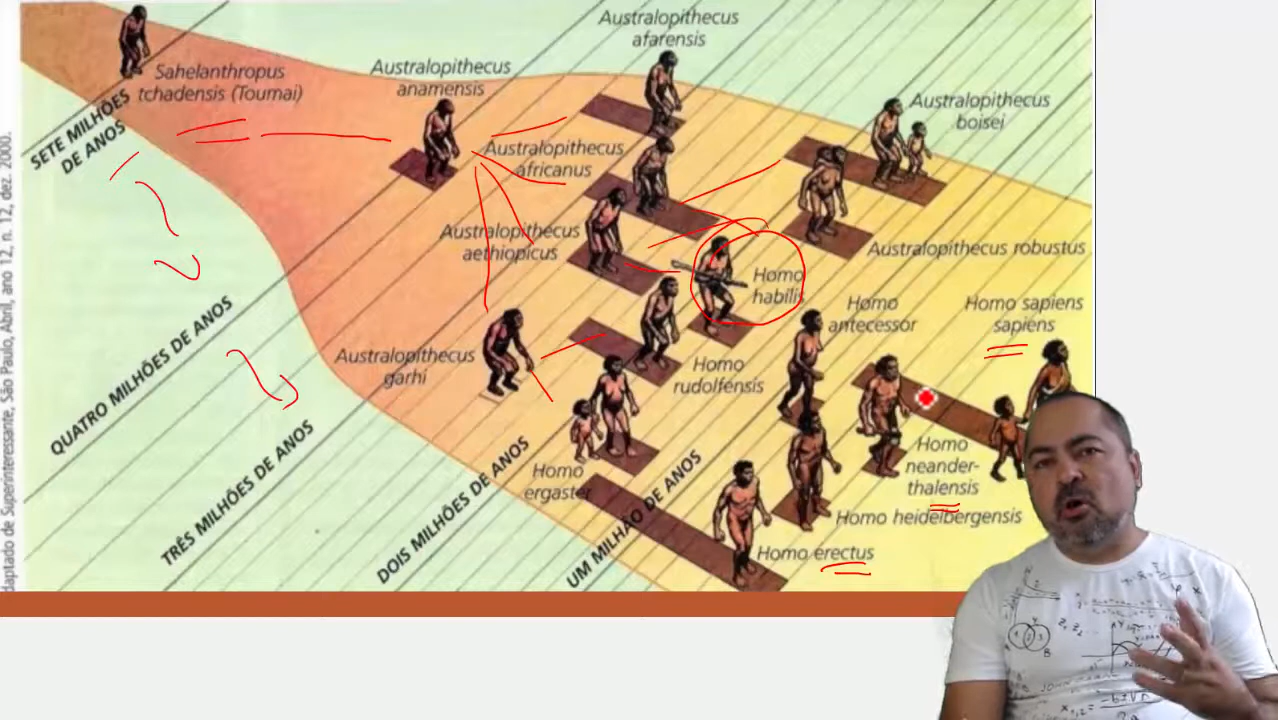 Australopithecus
afarensis
Sahelanthropus
tchadensis (Toumai)
Australopithecus
anamensis
Australopithecus
boisei
SETE MILHÕES
DE ANOS
Australopithecus
africanus
Australopithecus
aethiopicus
Australopithecus robustus
Homo
habilis
Homo
antecessor
Homo sapiens
sapiens
QUATRO MILHÕES DE ANOS
Australopithecus
garhi
Homo
rudolfensis
TRÊS MILHÕES DE ANOS
Homo
ergaster
DOIS MILHÕES DE ANOS
UM MILHÃO DE ANOS
Homo
neander-
thalensis
Homo heidelbergensis
Homo erectus
daptado de Superinteressante, São Paulo, Abril, ano 12, n. 12, dez. 2000.